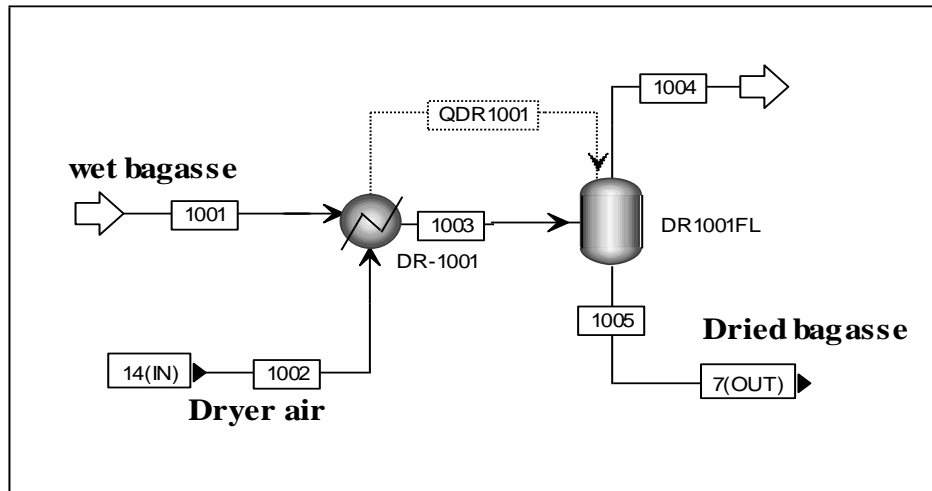 1004
QDR1001
wet bagasse
1001
1003
DR-1001
DR1001FL
1005
Dried bagasse
14(IN)
1002
7(OUT)
Dryer air